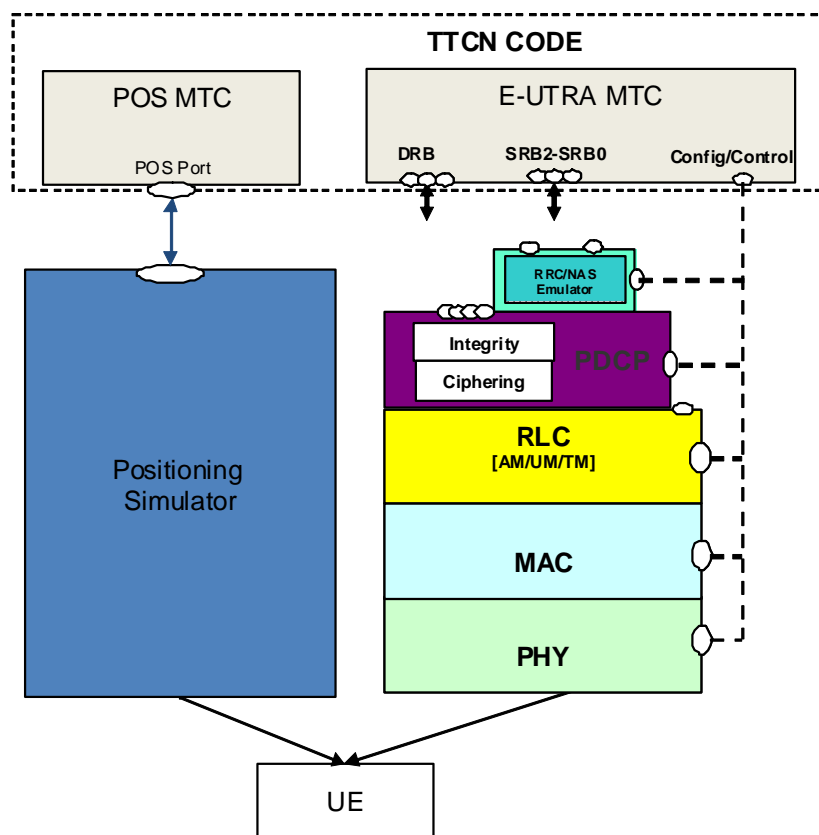 TTCN CODE
POS MTC
E-UTRA MTC
POS Port
DRB
SRB2-SRB0
Config/Control
RRC/NAS
Emulator
Integrity
PDCP
Ciphering
RLC
[AM/UM/TM]
Positioning
Simulator
MAC
PHY
UE